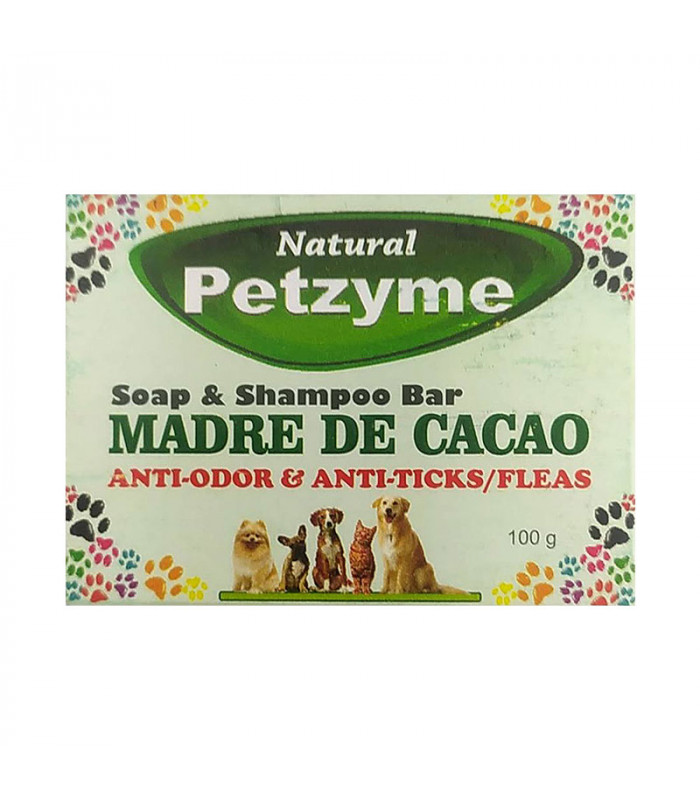 Natural
Petzyme
Soap & Shampoo Bar
MADRE DE CACAO
ANTI-ODOR & ANTI-TICKS/FLEAS
100 g